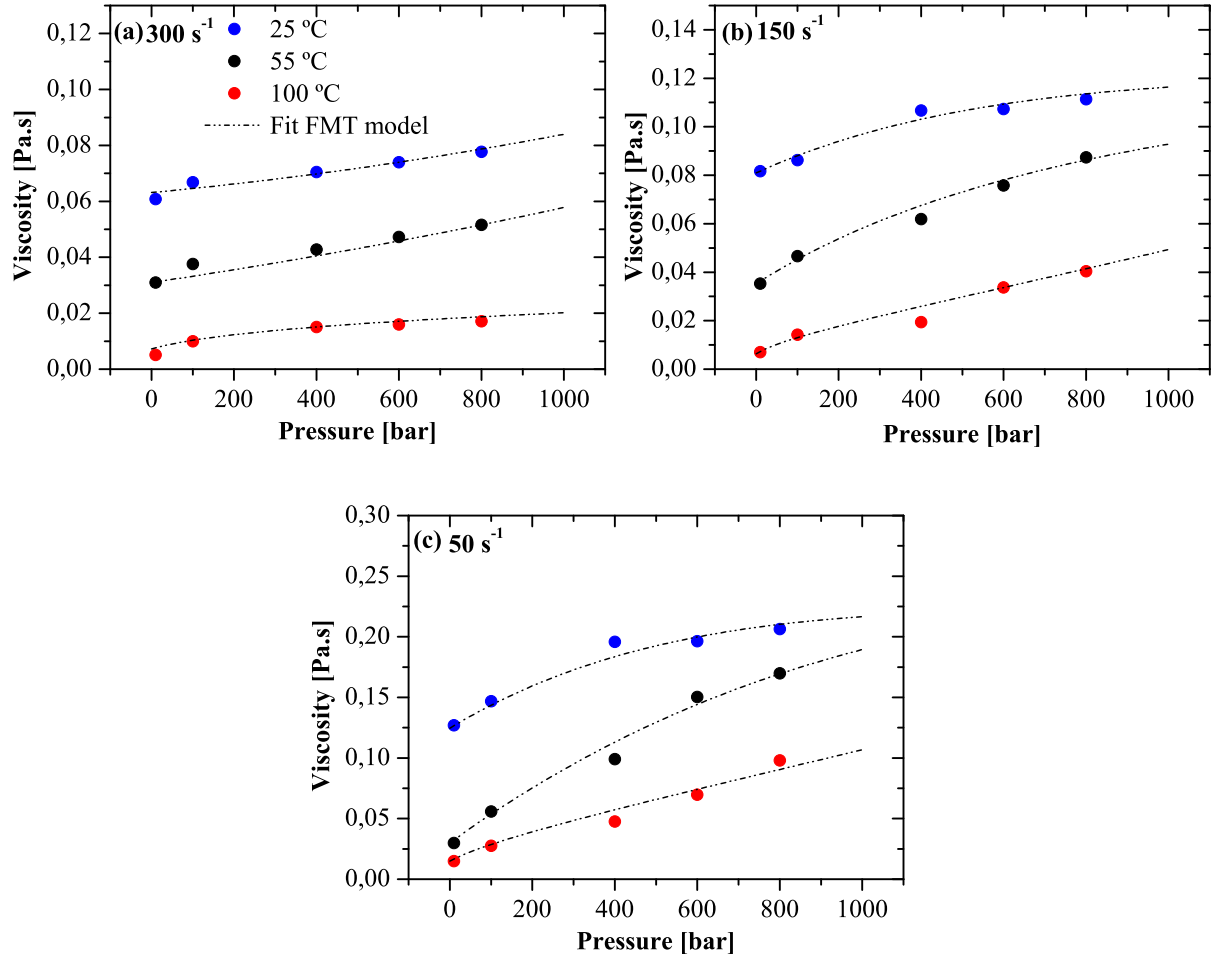 (a) 300 s⁻¹
25 ºC
55 ºC
100 ºC
Fit FMT model
0,12
0,10
0,08
0,06
0,04
0,02
0,00
Viscosity [Pa.s]
0 200 400 600 800 1000
Pressure [bar]
(b) 150 s⁻¹
0,14
0,12
0,10
0,08
0,06
0,04
0,02
0,00
Viscosity [Pa.s]
0 200 400 600 800 1000
Pressure [bar]
(c) 50 s⁻¹
0,30
0,25
0,20
0,15
0,10
0,05
0,00
Viscosity [Pa.s]
0 200 400 600 800 1000
Pressure [bar]